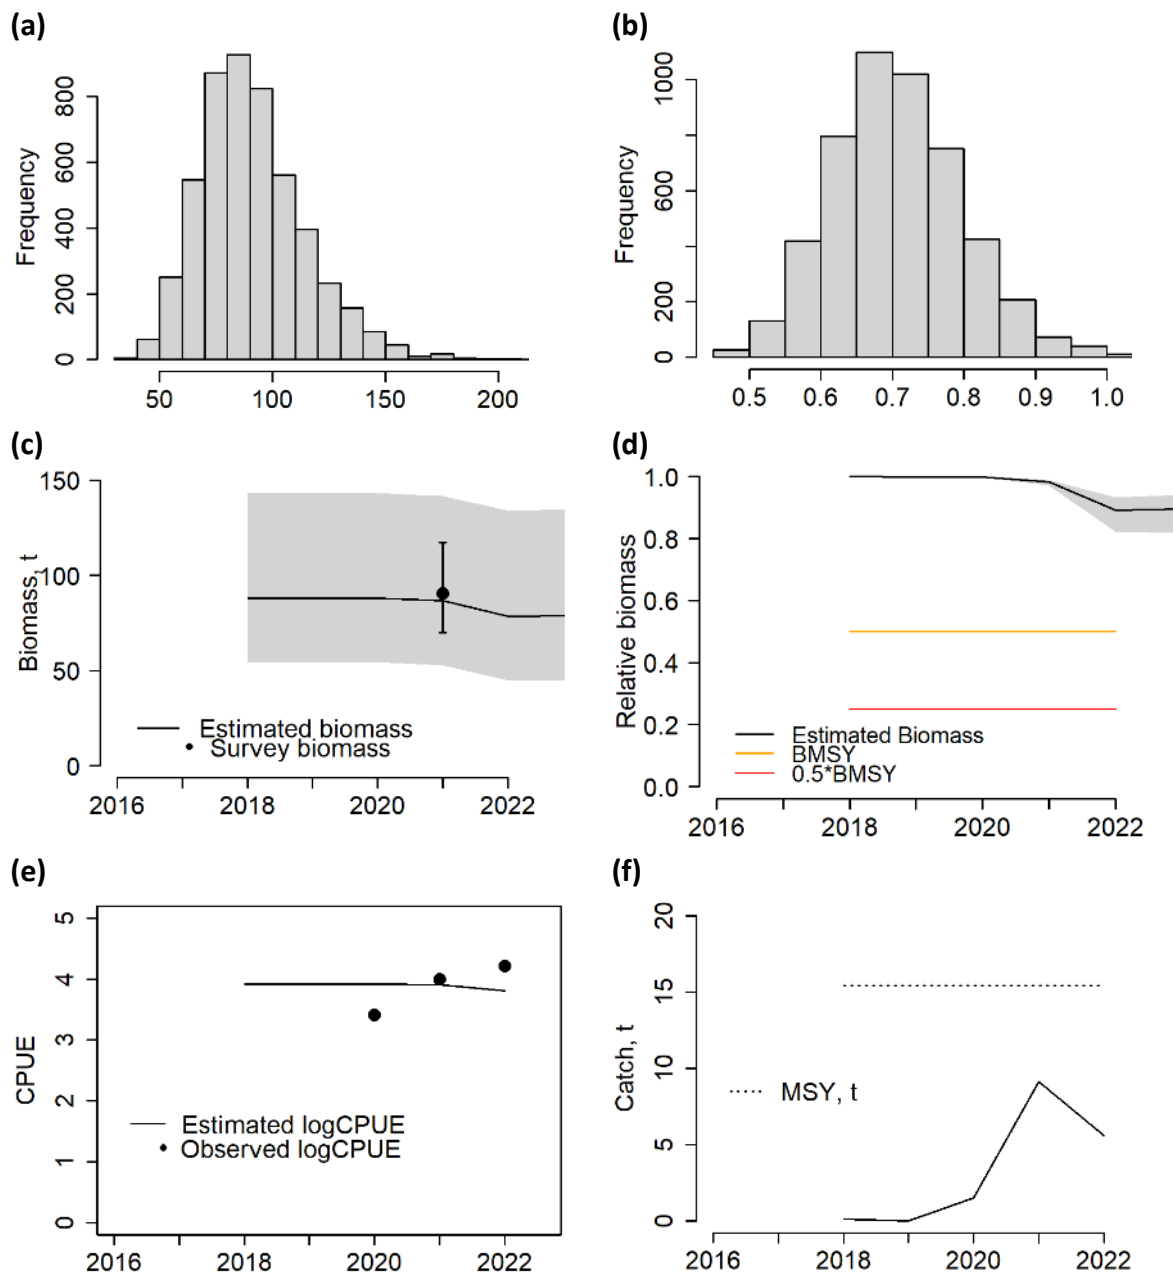 (a)
Frequency
0 200 400 600 800
50 100 150 200
(b)
Frequency
0 200 600 1000
0.5 0.6 0.7 0.8 0.9 1.0
(c)
Biomass, t
150
100
50
0
Estimated biomass
Survey biomass
2016 2018 2020 2022
(d)
Relative biomass
1.0
0.8
0.6
0.4
0.2
0.0
Estimated Biomass
BMSY
0.5*BMSY
2016 2018 2020 2022
(e)
CPUE
0 1 2 3 4 5
Estimated logCPUE
Observed logCPUE
2016 2018 2020 2022
(f)
Catch, t
0 5 10 15 20
MSY, t
2016 2018 2020 2022